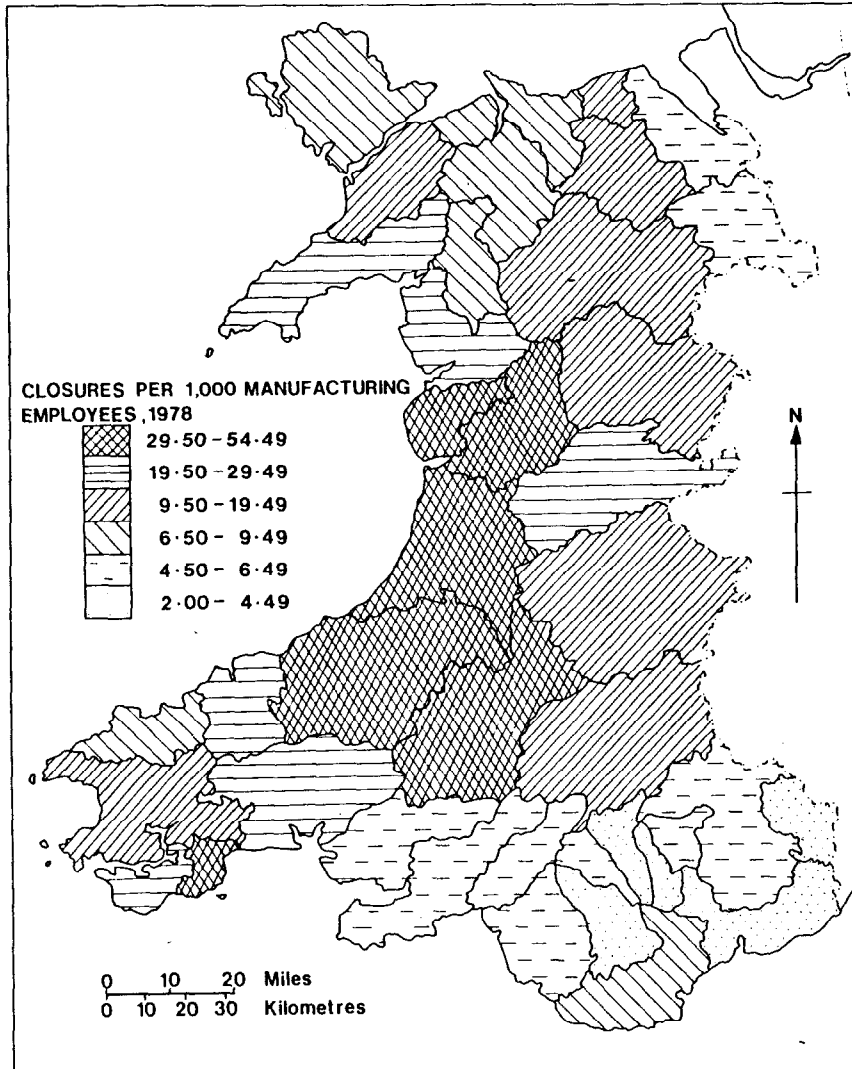 CLOSURES PER 1,000 MANUFACTURING
EMPLOYEES, 1978
29·50 – 54·49
19·50 – 29·49
9·50 – 19·49
6·50 – 9·49
4·50 – 6·49
2·00 – 4·49
N
0 10 20 Miles
0 10 20 30 Kilometres